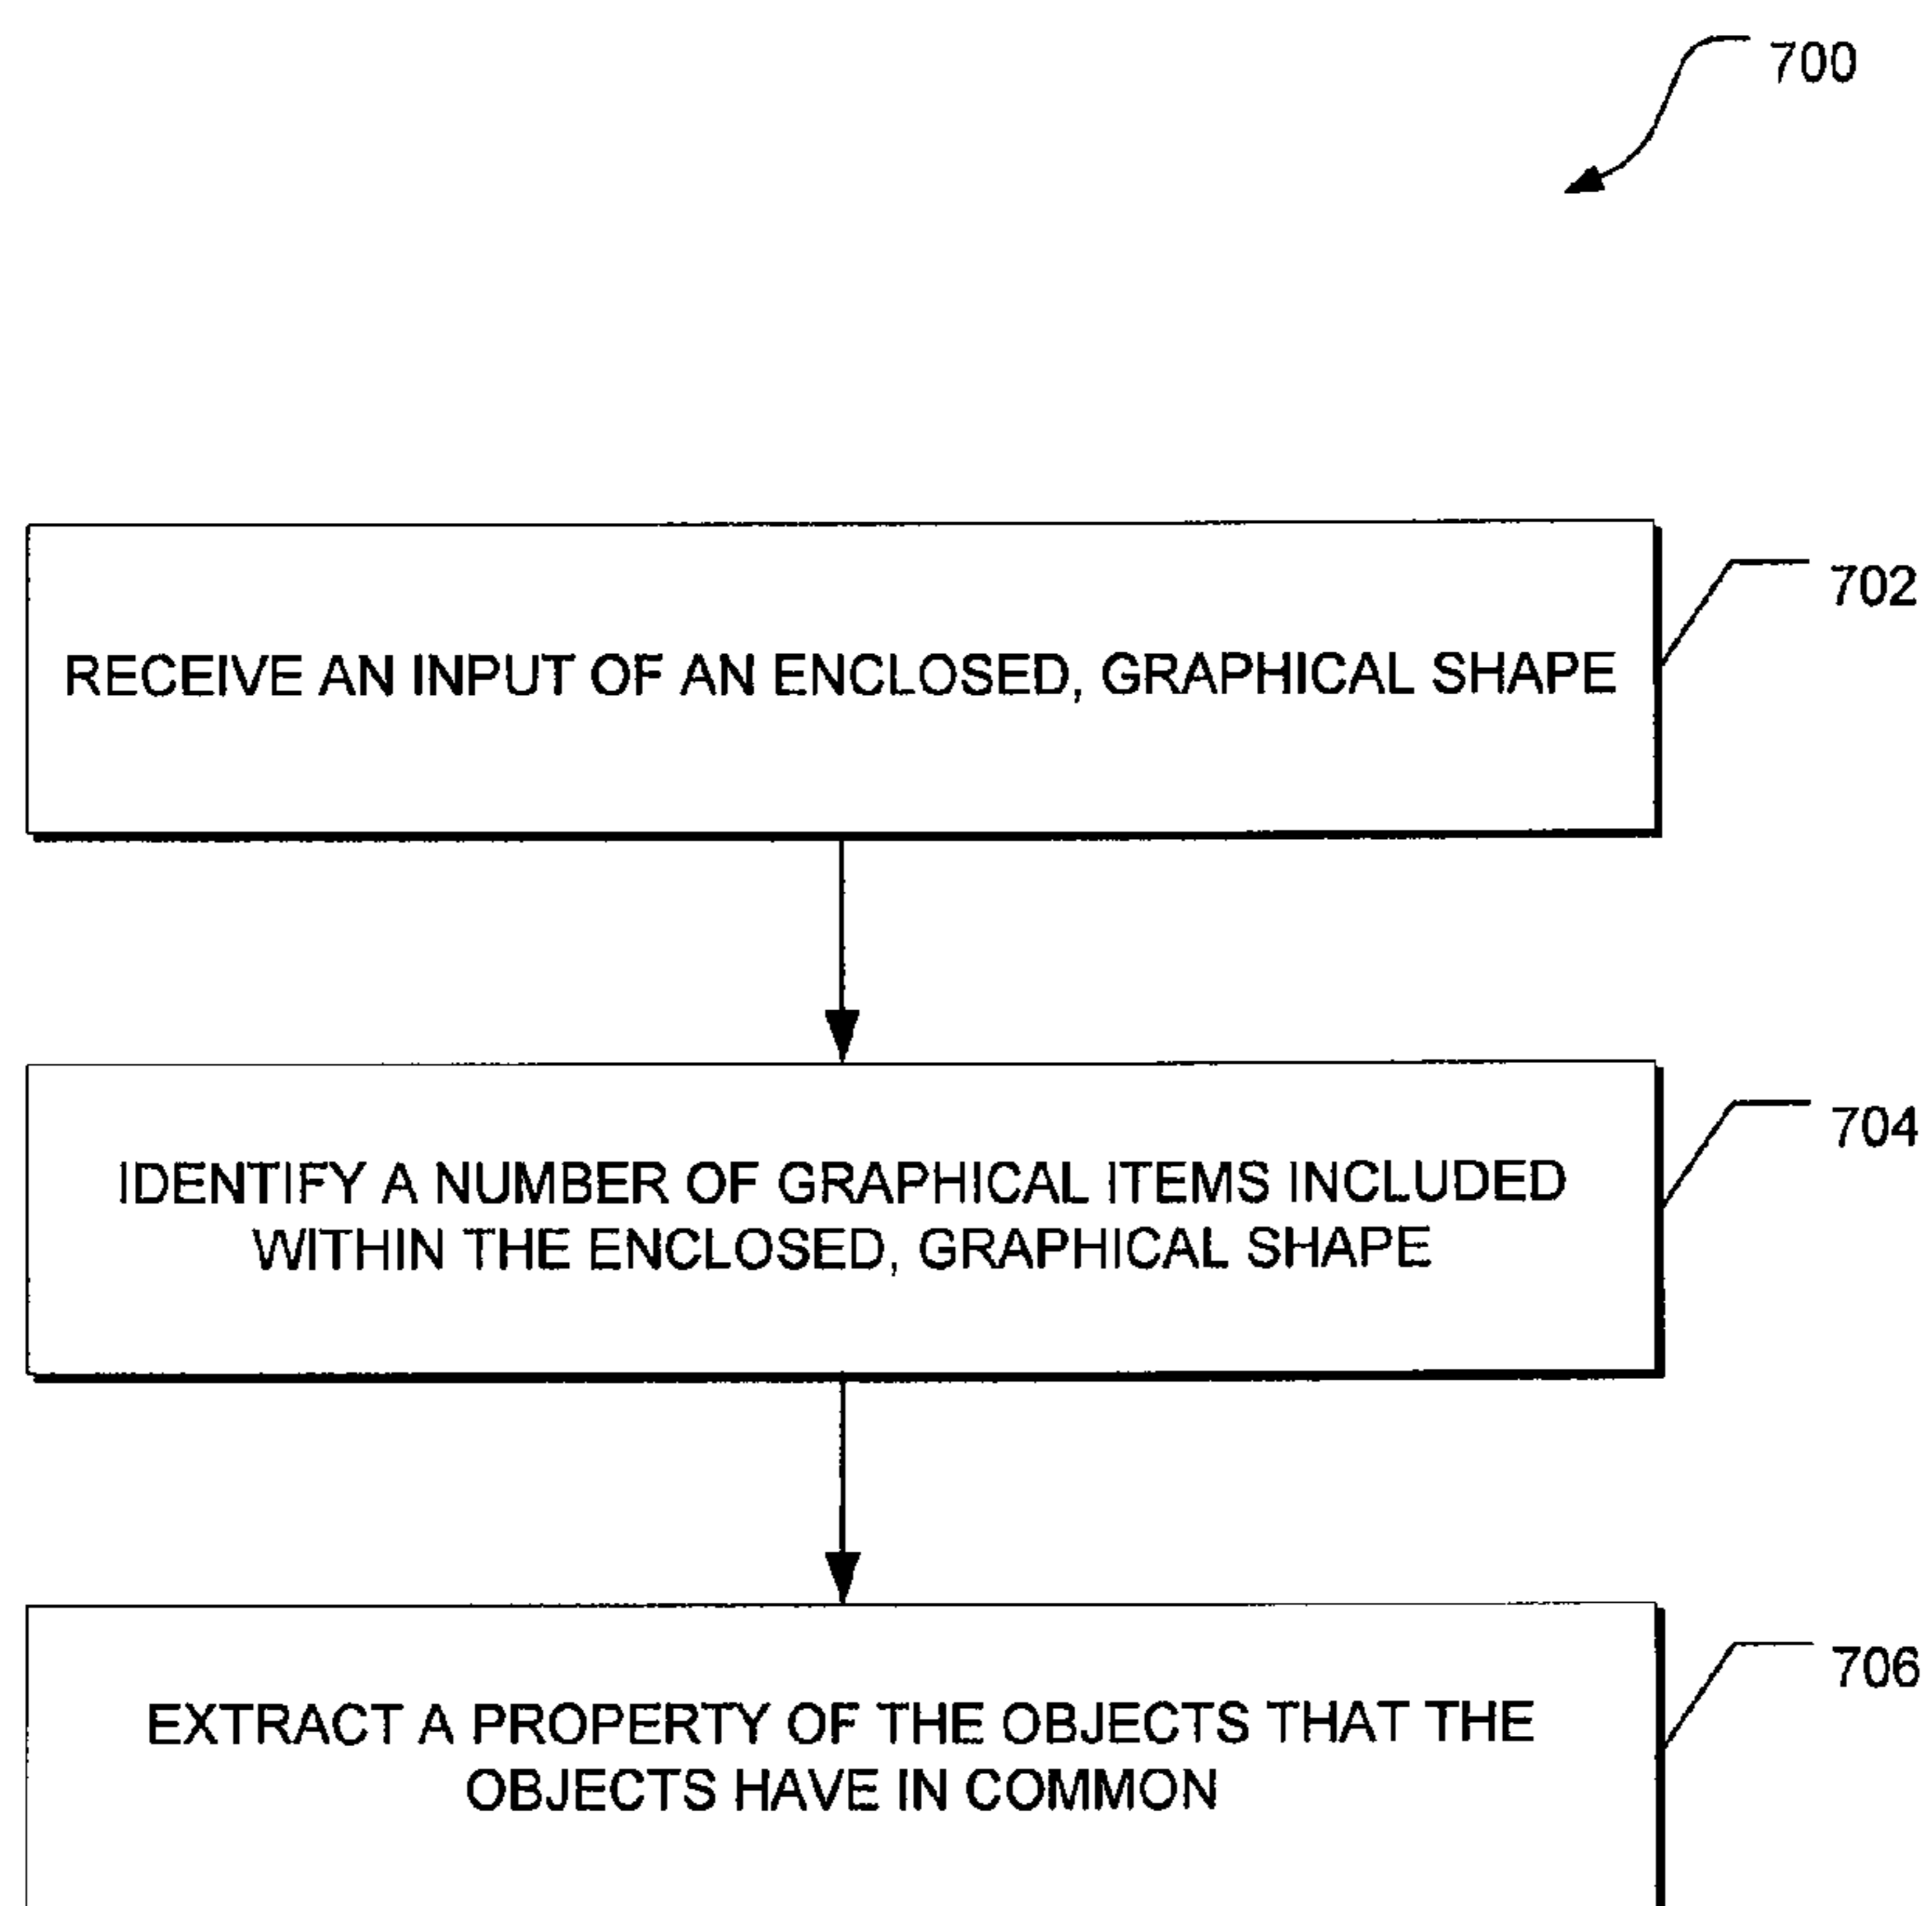 700
702
RECEIVE AN INPUT OF AN ENCLOSED, GRAPHICAL SHAPE
704
IDENTIFY A NUMBER OF GRAPHICAL ITEMS INCLUDED
WITHIN THE ENCLOSED, GRAPHICAL SHAPE
706
EXTRACT A PROPERTY OF THE OBJECTS THAT THE
OBJECTS HAVE IN COMMON